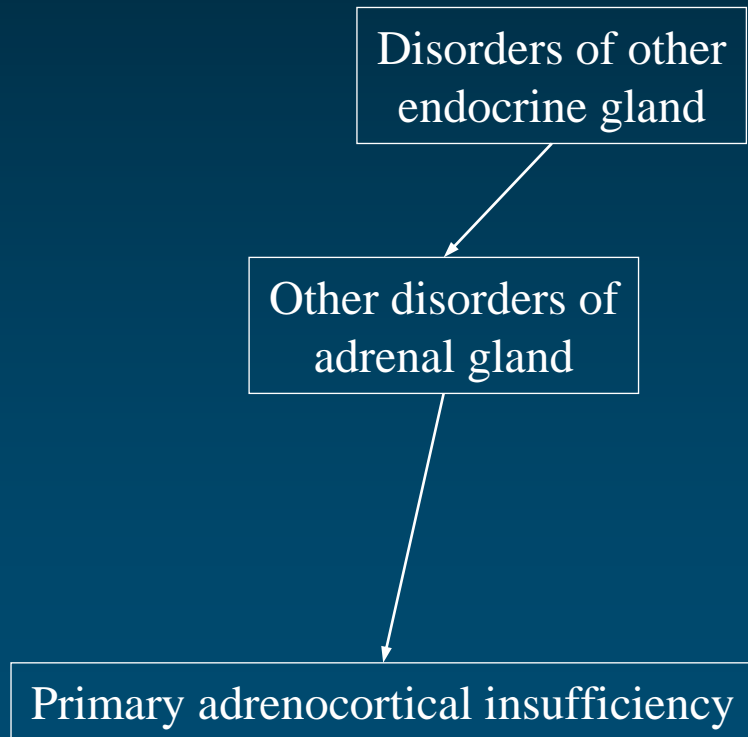 Disorders of other
endocrine gland
Other disorders of
adrenal gland
Primary adrenocortical insufficiency